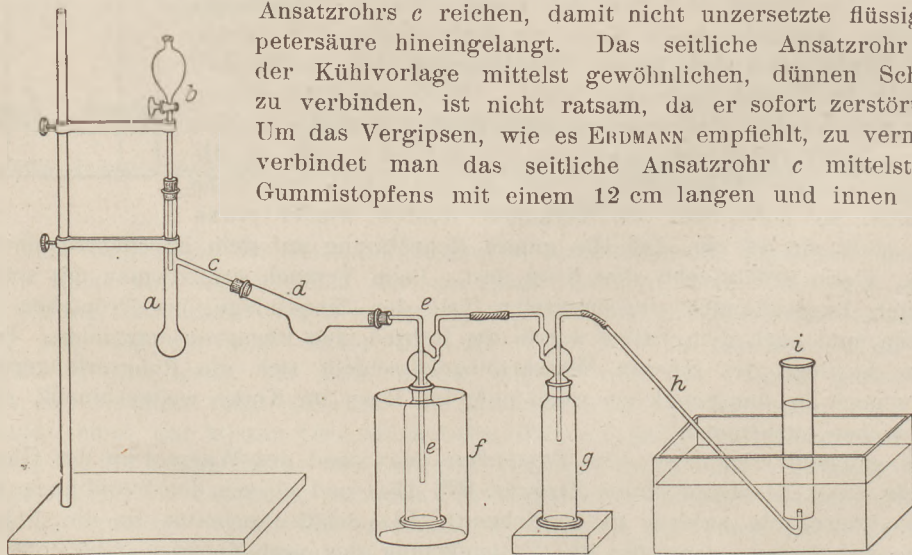 Ansatzrohrs c reichen, damit nicht unzersetzte flüssig
petersäure hineingelangt. Das seitliche Ansatzrohr
der Kühlvorlage mittelst gewöhnlichen, dünnen Sch
zu verbinden, ist nicht ratsam, da er sofort zerstör
Um das Vergipsen, wie es ERDMANN empfiehlt, zu verm
verbindet man das seitliche Ansatzrohr c mittelst
Gummistopfens mit einem 12 cm langen und innen
b
c
d
a
e
h
i
e
f
g